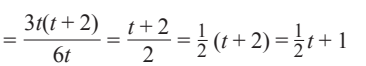 = 3t(t + 2)/6t = t + 2/2 = 1/2 (t + 2) = 1/2 t + 1